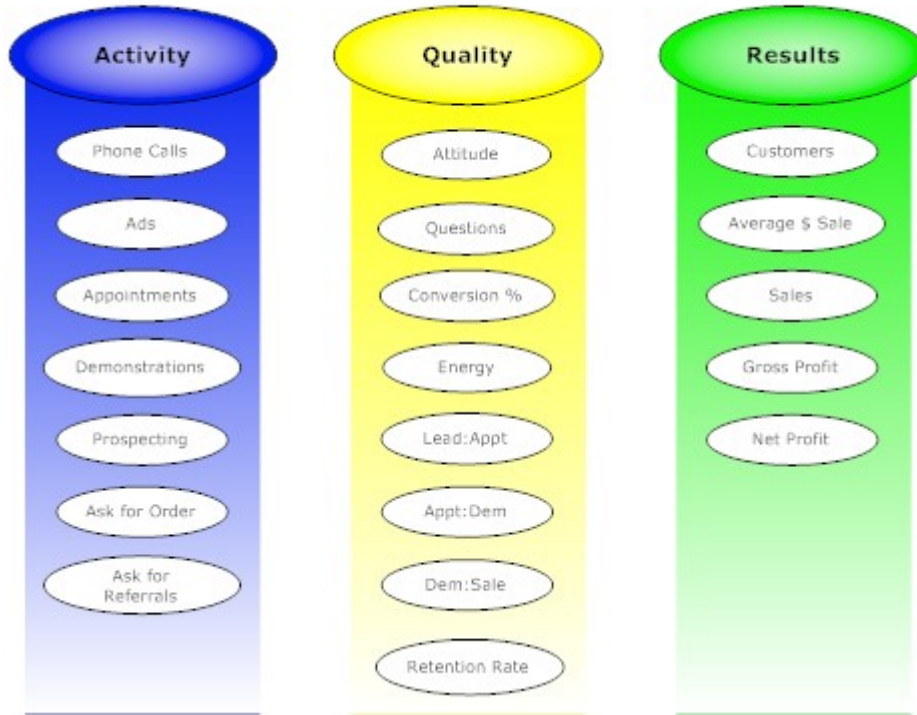 Activity
Phone Calls
Ads
Appointments
Demonstrations
Prospecting
Ask for Order
Ask for
Referrals
Quality
Attitude
Questions
Conversion %
Energy
Lead:Appt
Appt:Dem
Dem:Sale
Retention Rate
Results
Customers
Average $ Sale
Sales
Gross Profit
Net Profit